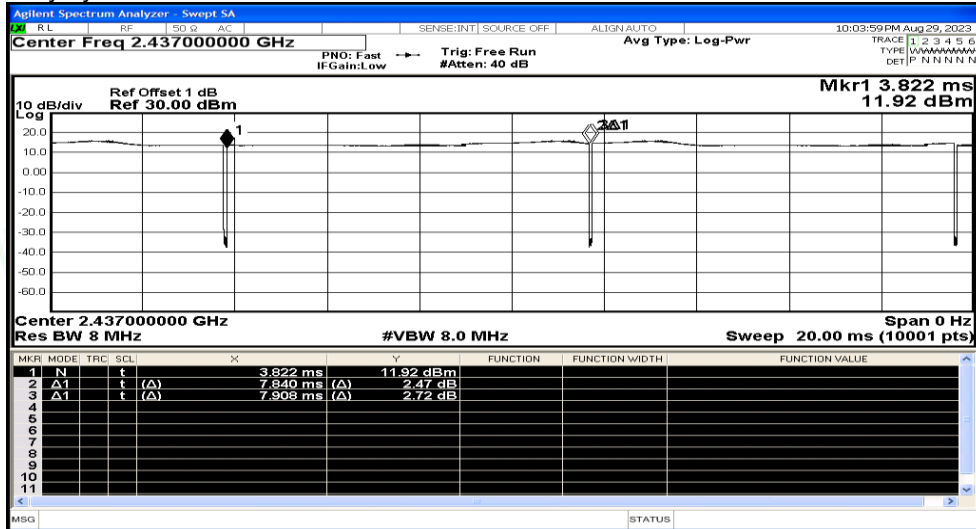 Agilent Spectrum Analyzer - Swept SA
LXI RL RF 50 Ω AC SENSE:INT SOURCE OFF ALIGN AUTO 10:03:59 PM Aug 29, 2023
Center Freq 2.437000000 GHz Avg Type: Log-Pwr TRACE 1 2 3 4 5 6
PNO: Fast Trig: Free Run TYPE WWWWWW
IFGain:Low #Atten: 40 dB DET P N N N N N
Mkr1 3.822 ms
Ref Offset 1 dB
10 dB/div Ref 30.00 dBm 11.92 dBm
Log
20.0
10.0
0.00
-10.0
-20.0
-30.0
-40.0
-50.0
-60.0
1
Center 2.437000000 GHz Span 0 Hz
Res BW 8 MHz #VBW 8.0 MHz Sweep 20.00 ms (10001 pts)
MKR MODE TRC SCL X Y FUNCTION FUNCTION WIDTH FUNCTION VALUE
1 N t 3.822 ms 11.92 dBm
2 Δ1 t (Δ) 7.840 ms (Δ) 2.47 dB
3 Δ1 t (Δ) 7.908 ms (Δ) 2.72 dB
4
5
6
7
8
9
10
11
MSG STATUS